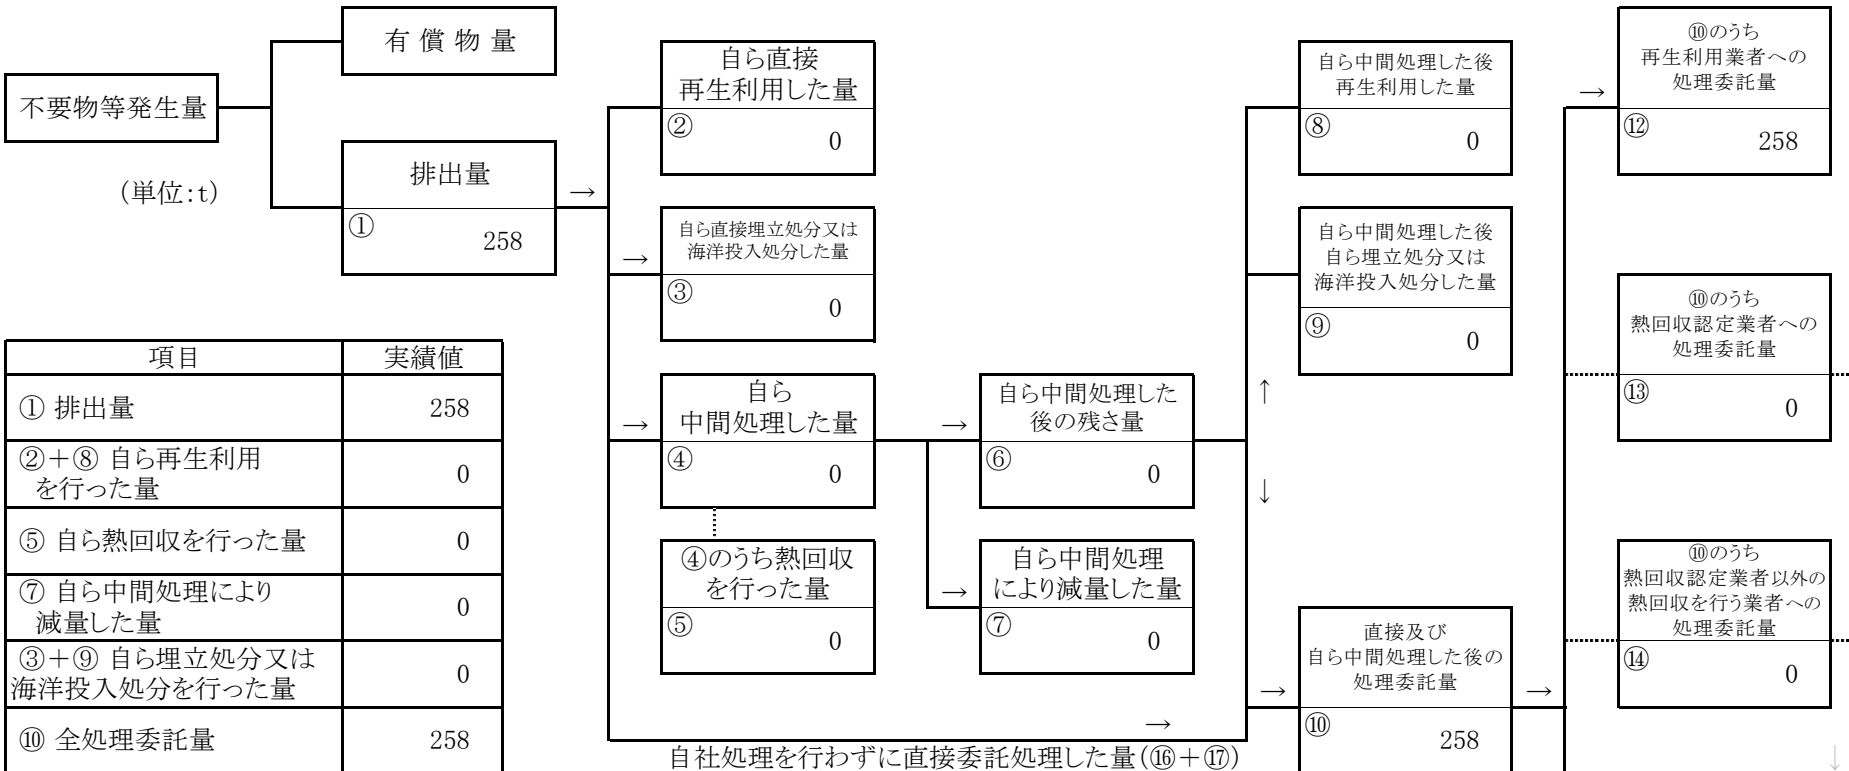 有 償 物 量
不要物等発生量
(単位:t)
排出量
①
258
→
自ら直接
再生利用した量
②
0
→
自ら直接埋立処分又は
海洋投入処分した量
③
0
→
自ら
中間処理した量
④
0
④のうち熱回収
を行った量
⑤
0
→
自ら中間処理した
後の残さ量
⑥
0
→
自ら中間処理
により減量した量
⑦
0
自ら中間処理した後
再生利用した量
⑧
0
自ら中間処理した後
自ら埋立処分又は
海洋投入処分した量
⑨
0
↑
↓
→
自社処理を行わずに直接委託処理した量(⑯+⑰)
→
直接及び
自ら中間処理した後の
処理委託量
⑩
258
→
→
⑩のうち
再生利用業者への
処理委託量
⑫
258
⑩のうち
熱回収認定業者への
処理委託量
⑬
0
⑩のうち
熱回収認定業者以外の
熱回収を行う業者への
処理委託量
⑭
0
↓
項目 実績値
① 排出量 258
②+⑧ 自ら再生利用
を行った量 0
⑤ 自ら熱回収を行った量 0
⑦ 自ら中間処理により
減量した量 0
③+⑨ 自ら埋立処分又は
海洋投入処分を行った量 0
⑩ 全処理委託量 258